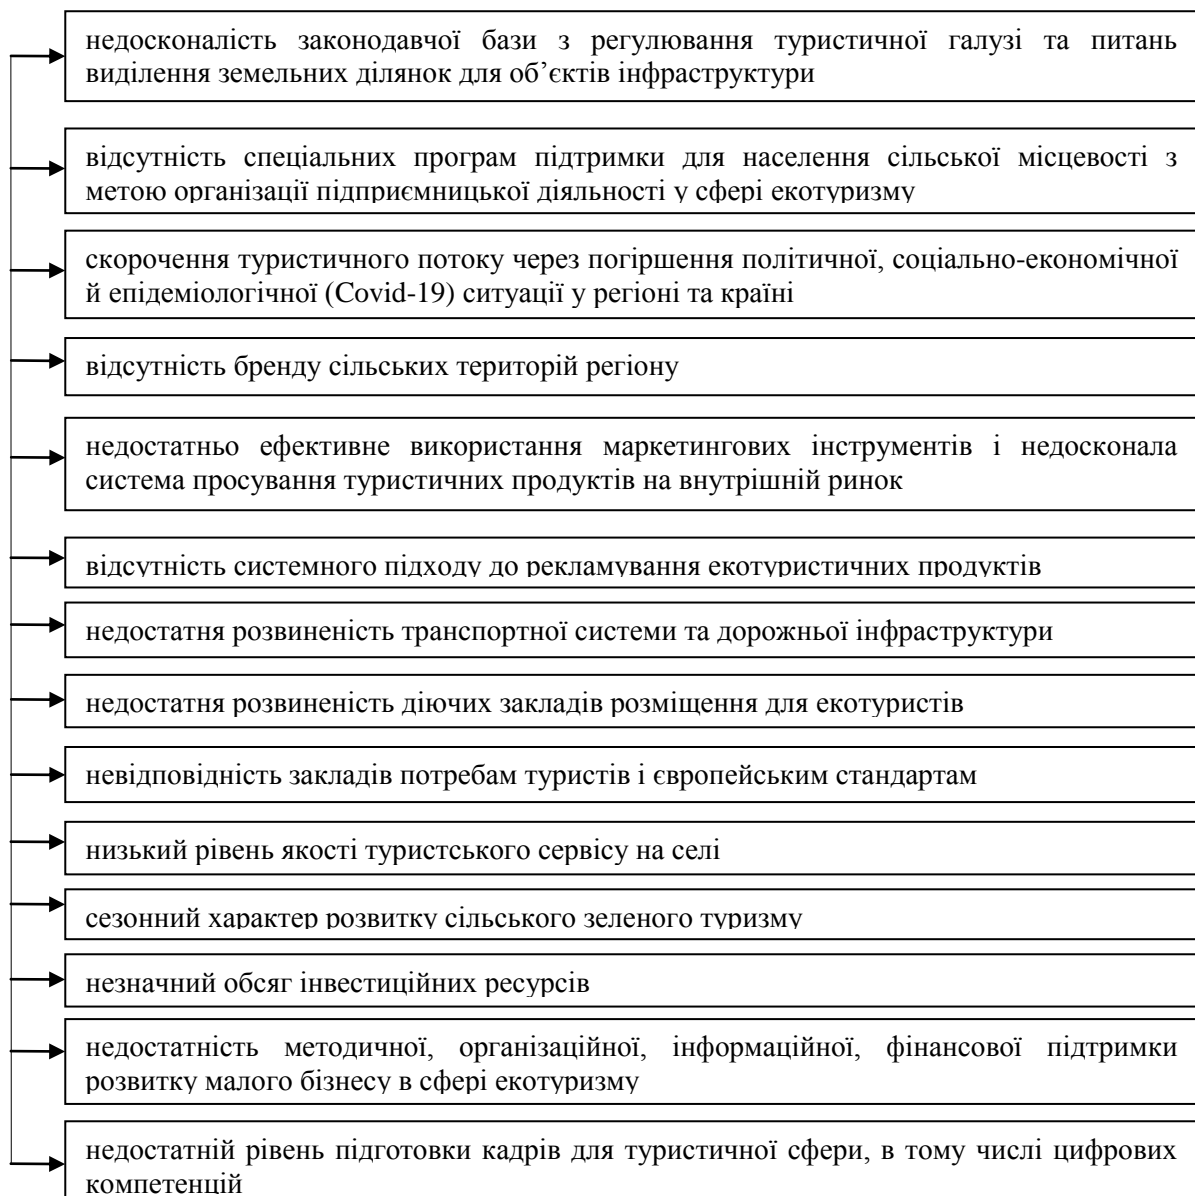 недосконалість законодавчої бази з регулювання туристичної галузі та питань
виділення земельних ділянок для об’єктів інфраструктури
відсутність спеціальних програм підтримки для населення сільської місцевості з
метою організації підприємницької діяльності у сфері екотуризму
скорочення туристичного потоку через погіршення політичної, соціально-економічної
й епідеміологічної (Covid-19) ситуації у регіоні та країні
відсутність бренду сільських територій регіону
недостатньо ефективне використання маркетингових інструментів і недосконала
система просування туристичних продуктів на внутрішній ринок
відсутність системного підходу до рекламування екотуристичних продуктів
недостатня розвиненість транспортної системи та дорожньої інфраструктури
недостатня розвиненість діючих закладів розміщення для екотуристів
невідповідність закладів потребам туристів і європейським стандартам
низький рівень якості туристського сервісу на селі
сезонний характер розвитку сільського зеленого туризму
незначний обсяг інвестиційних ресурсів
недостатність методичної, організаційної, інформаційної, фінансової підтримки
розвитку малого бізнесу в сфері екотуризму
недостатній рівень підготовки кадрів для туристичної сфери, в тому числі цифрових
компетенцій